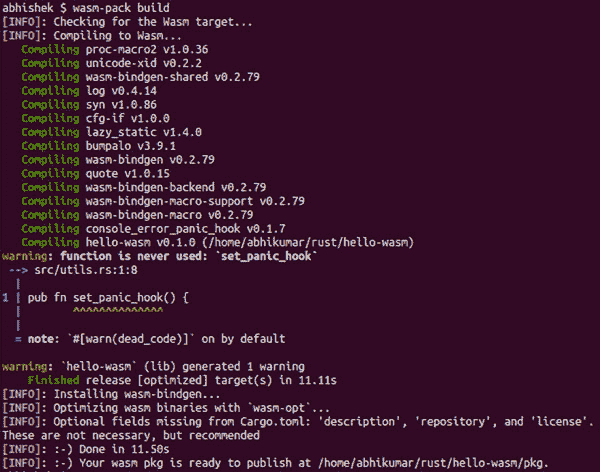 abhishek $ wasm-pack build
[INFO]: Checking for the Wasm target...
[INFO]: Compiling to Wasm...
Compiling proc-macro2 v1.0.36
Compiling unicode-xid v0.2.2
Compiling wasm-bindgen-shared v0.2.79
Compiling log v0.4.14
Compiling syn v1.0.86
Compiling cfg-if v1.0.0
Compiling lazy_static v1.4.0
Compiling bumpalo v3.9.1
Compiling wasm-bindgen v0.2.79
Compiling quote v1.0.15
Compiling wasm-bindgen-backend v0.2.79
Compiling wasm-bindgen-macro-support v0.2.79
Compiling wasm-bindgen-macro v0.2.79
Compiling console_error_panic_hook v0.1.7
Compiling hello-wasm v0.1.0 (/home/abhikumar/rust/hello-wasm)
warning: function is never used: `set_panic_hook`
--> src/utils.rs:1:8
|
1 | pub fn set_panic_hook() {
| ^^^^^^^^^^^^^^
|
= note: `#[warn(dead_code)]` on by default
warning: `hello-wasm` (lib) generated 1 warning
Finished release [optimized] target(s) in 11.11s
[INFO]: Installing wasm-bindgen...
[INFO]: Optimizing wasm binaries with `wasm-opt`...
[INFO]: Optional fields missing from Cargo.toml: 'description', 'repository', and 'license'.
These are not necessary, but recommended
[INFO]: :-) Done in 11.50s
[INFO]: :-) Your wasm pkg is ready to publish at /home/abhikumar/rust/hello-wasm/pkg.